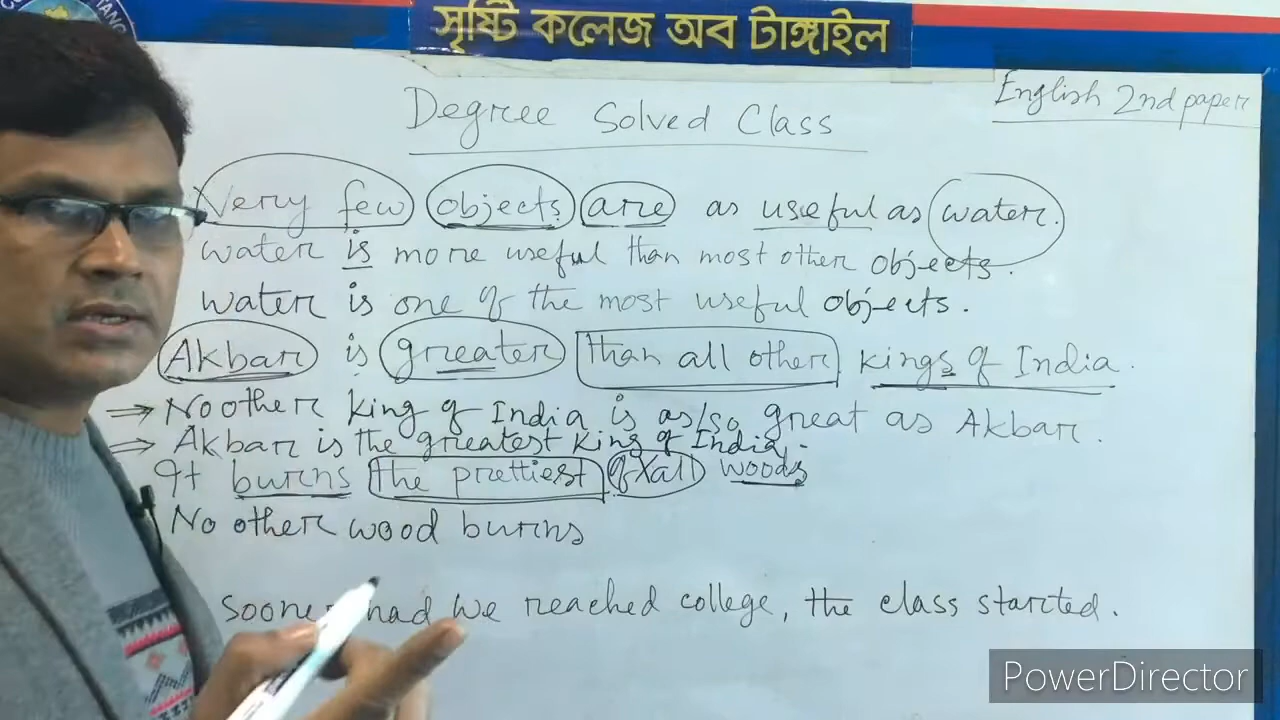 TANG
সৃষ্টি কলেজ অব টাঙ্গাইল
English 2nd paper
Degree Solved Class
Very few objects are as useful as water.
water is more useful than most other objects.
water is one of the most useful objects.
Akbar is greater than all other kings of India.
⇒ No other king of India is as/so great as Akbar.
⇒ Akbar is the greatest king of India.
It burns the prettiest of all woods
No other wood burns
Sooner had we reached college, the class started.
PowerDirector